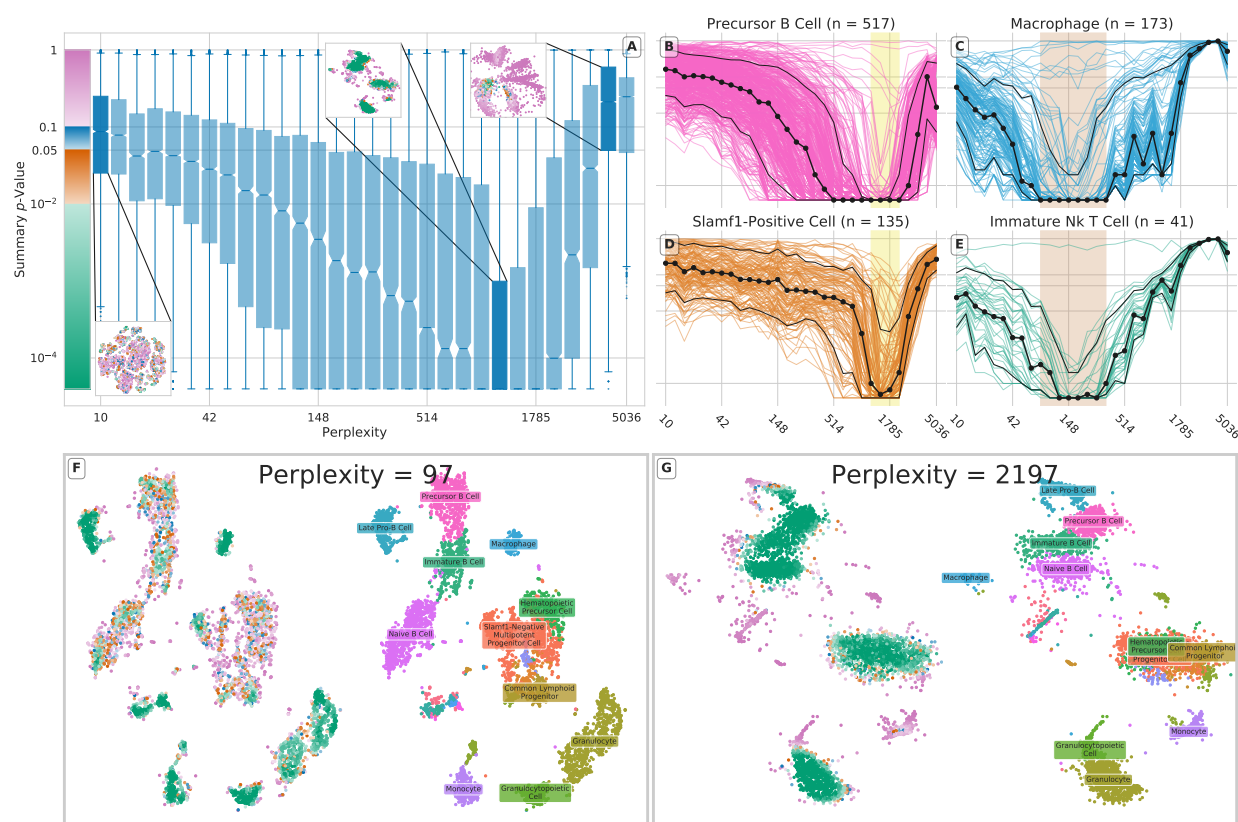 A
Summary p-Value
1
0.1
0.05
10⁻²
10⁻⁴
10
42
148
514
1785
5036
Perplexity
Precursor B Cell (n = 517)
B
Macrophage (n = 173)
C
Slamf1-Positive Cell (n = 135)
D
Immature Nk T Cell (n = 41)
E
10
42
148
514
1785
5036
10
42
148
514
1785
5036
F
Perplexity = 97
Precursor B Cell
Late Pro-B Cell
Macrophage
Immature B Cell
Hematopoietic
Precursor Cell
Naive B Cell
Slamf1-Negative
Multipotent
Progenitor Cell
Common Lymphoid
Progenitor
Granulocyte
Monocyte
Granulocytopoietic
Cell
G
Perplexity = 2197
Late Pro-B Cell
Precursor B Cell
Immature B Cell
Naive B Cell
Macrophage
Common Lymphoid
Progenitor
Monocyte
Granulocytopoietic
Cell
Granulocyte